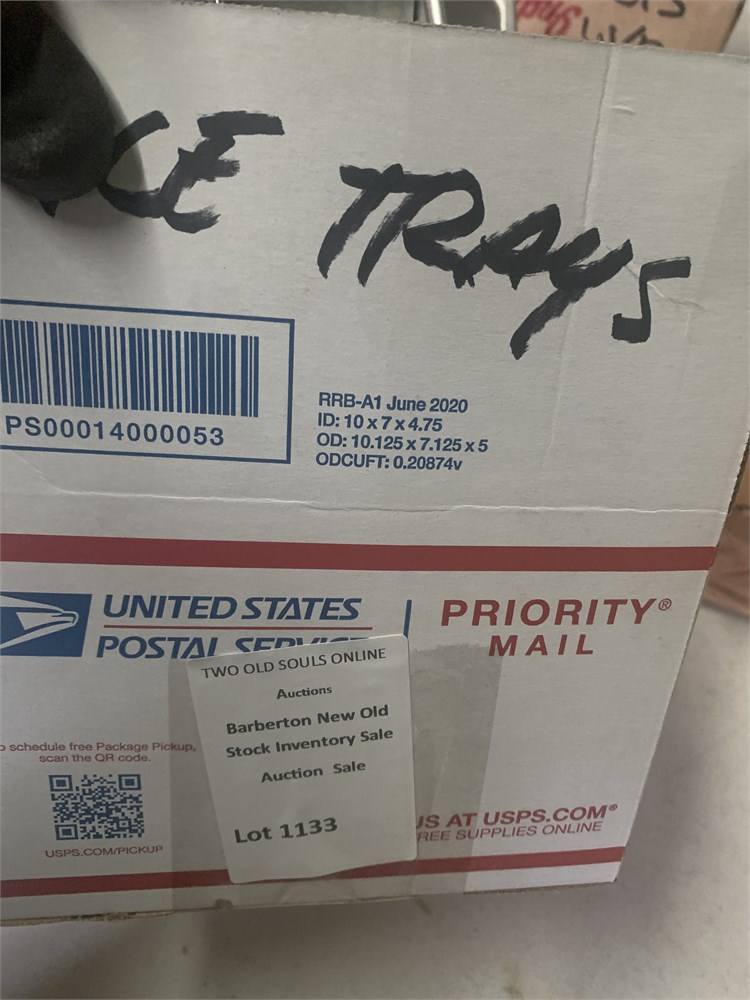 CE TRAYS
PS00014000053
RRB-A1 June 2020
ID: 10 x 7 x 4.75
OD: 10.125 x 7.125 x 5
ODCUFT: 0.20874v
UNITED STATES
POSTAL SERVICE
PRIORITY®
MAIL
TWO OLD SOULS ONLINE
Auctions
Barberton New Old
Stock Inventory Sale
Auction Sale
Lot 1133
o schedule free Package Pickup,
scan the QR code.
USPS.COM/PICKUP
US AT USPS.COM®
REE SUPPLIES ONLINE